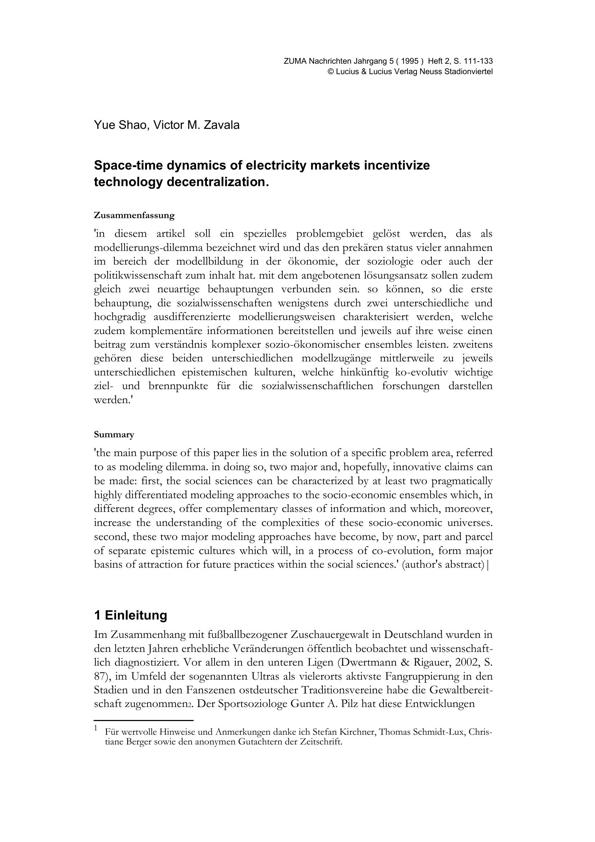 ZUMA Nachrichten Jahrgang 5 ( 1995 ) Heft 2, S. 111-133
© Lucius & Lucius Verlag Neuss Stadionviertel
Yue Shao, Victor M. Zavala
Space-time dynamics of electricity markets incentivize
technology decentralization.
Zusammenfassung
'in diesem artikel soll ein spezielles problemgebiet gelöst werden, das als
modellierungs-dilemma bezeichnet wird und das den prekären status vieler annahmen
im bereich der modellbildung in der ökonomie, der soziologie oder auch der
politikwissenschaft zum inhalt hat. mit dem angebotenen lösungsansatz sollen zudem
gleich zwei neuartige behauptungen verbunden sein. so können, so die erste
behauptung, die sozialwissenschaften wenigstens durch zwei unterschiedliche und
hochgradig ausdifferenzierte modellierungsweisen charakterisiert werden, welche
zudem komplementäre informationen bereitstellen und jeweils auf ihre weise einen
beitrag zum verständnis komplexer sozio-ökonomischer ensembles leisten. zweitens
gehören diese beiden unterschiedlichen modellzugänge mittlerweile zu jeweils
unterschiedlichen epistemischen kulturen, welche hinkünftig ko-evolutiv wichtige
ziel- und brennpunkte für die sozialwissenschaftlichen forschungen darstellen
werden.'
Summary
'the main purpose of this paper lies in the solution of a specific problem area, referred
to as modeling dilemma. in doing so, two major and, hopefully, innovative claims can
be made: first, the social sciences can be characterized by at least two pragmatically
highly differentiated modeling approaches to the socio-economic ensembles which, in
different degrees, offer complementary classes of information and which, moreover,
increase the understanding of the complexities of these socio-economic universes.
second, these two major modeling approaches have become, by now, part and parcel
of separate epistemic cultures which will, in a process of co-evolution, form major
basins of attraction for future practices within the social sciences.' (author's abstract)|
1 Einleitung
Im Zusammenhang mit fußballbezogener Zuschauergewalt in Deutschland wurden in
den letzten Jahren erhebliche Veränderungen öffentlich beobachtet und wissenschaft-
lich diagnostiziert. Vor allem in den unteren Ligen (Dwertmann & Rigauer, 2002, S.
87), im Umfeld der sogenannten Ultras als vielerorts aktivste Fangruppierung in den
Stadien und in den Fanszenen ostdeutscher Traditionsvereine habe die Gewaltbereit-
schaft zugenommen2. Der Sportsoziologe Gunter A. Pilz hat diese Entwicklungen
1 Für wertvolle Hinweise und Anmerkungen danke ich Stefan Kirchner, Thomas Schmidt-Lux, Chris-
tiane Berger sowie den anonymen Gutachtern der Zeitschrift.